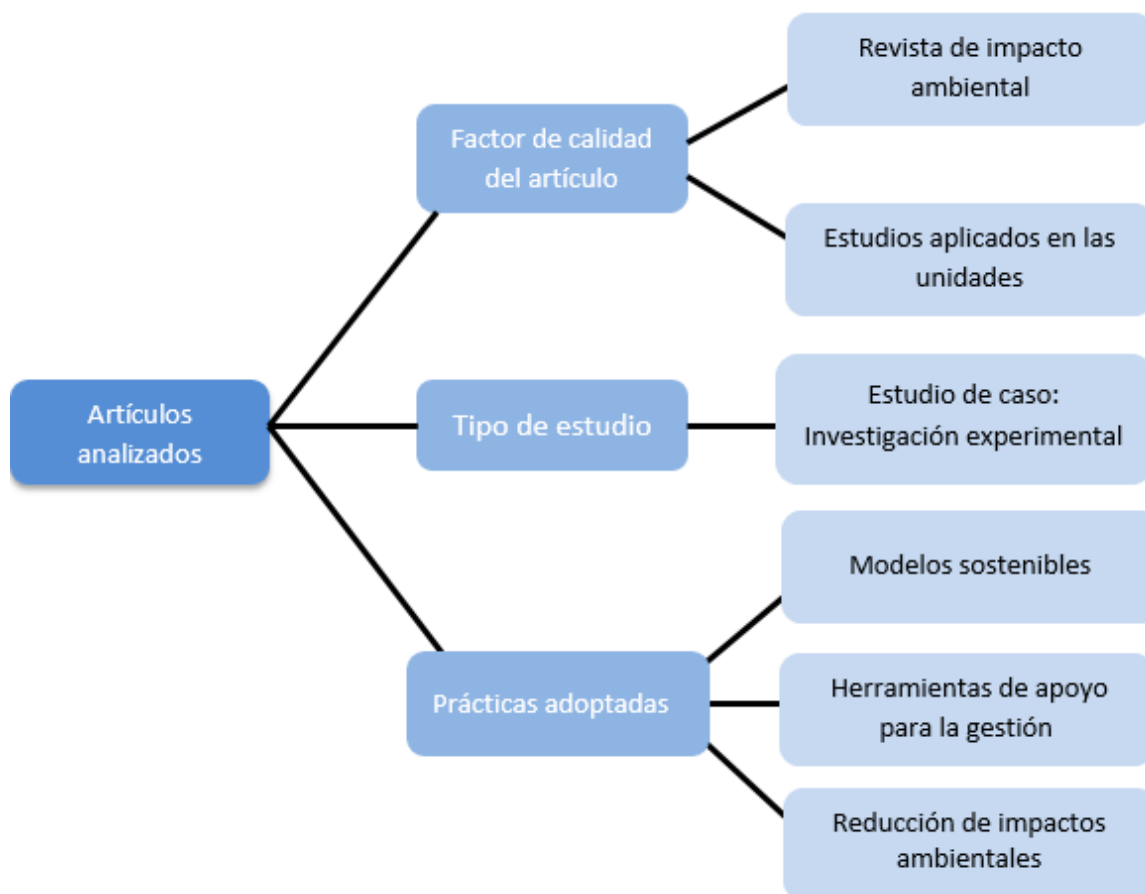 Artículos
analizados
Factor de calidad
del artículo
Revista de impacto
ambiental
Estudios aplicados en las
unidades
Tipo de estudio
Estudio de caso:
Investigación experimental
Prácticas adoptadas
Modelos sostenibles
Herramientas de apoyo
para la gestión
Reducción de impactos
ambientales